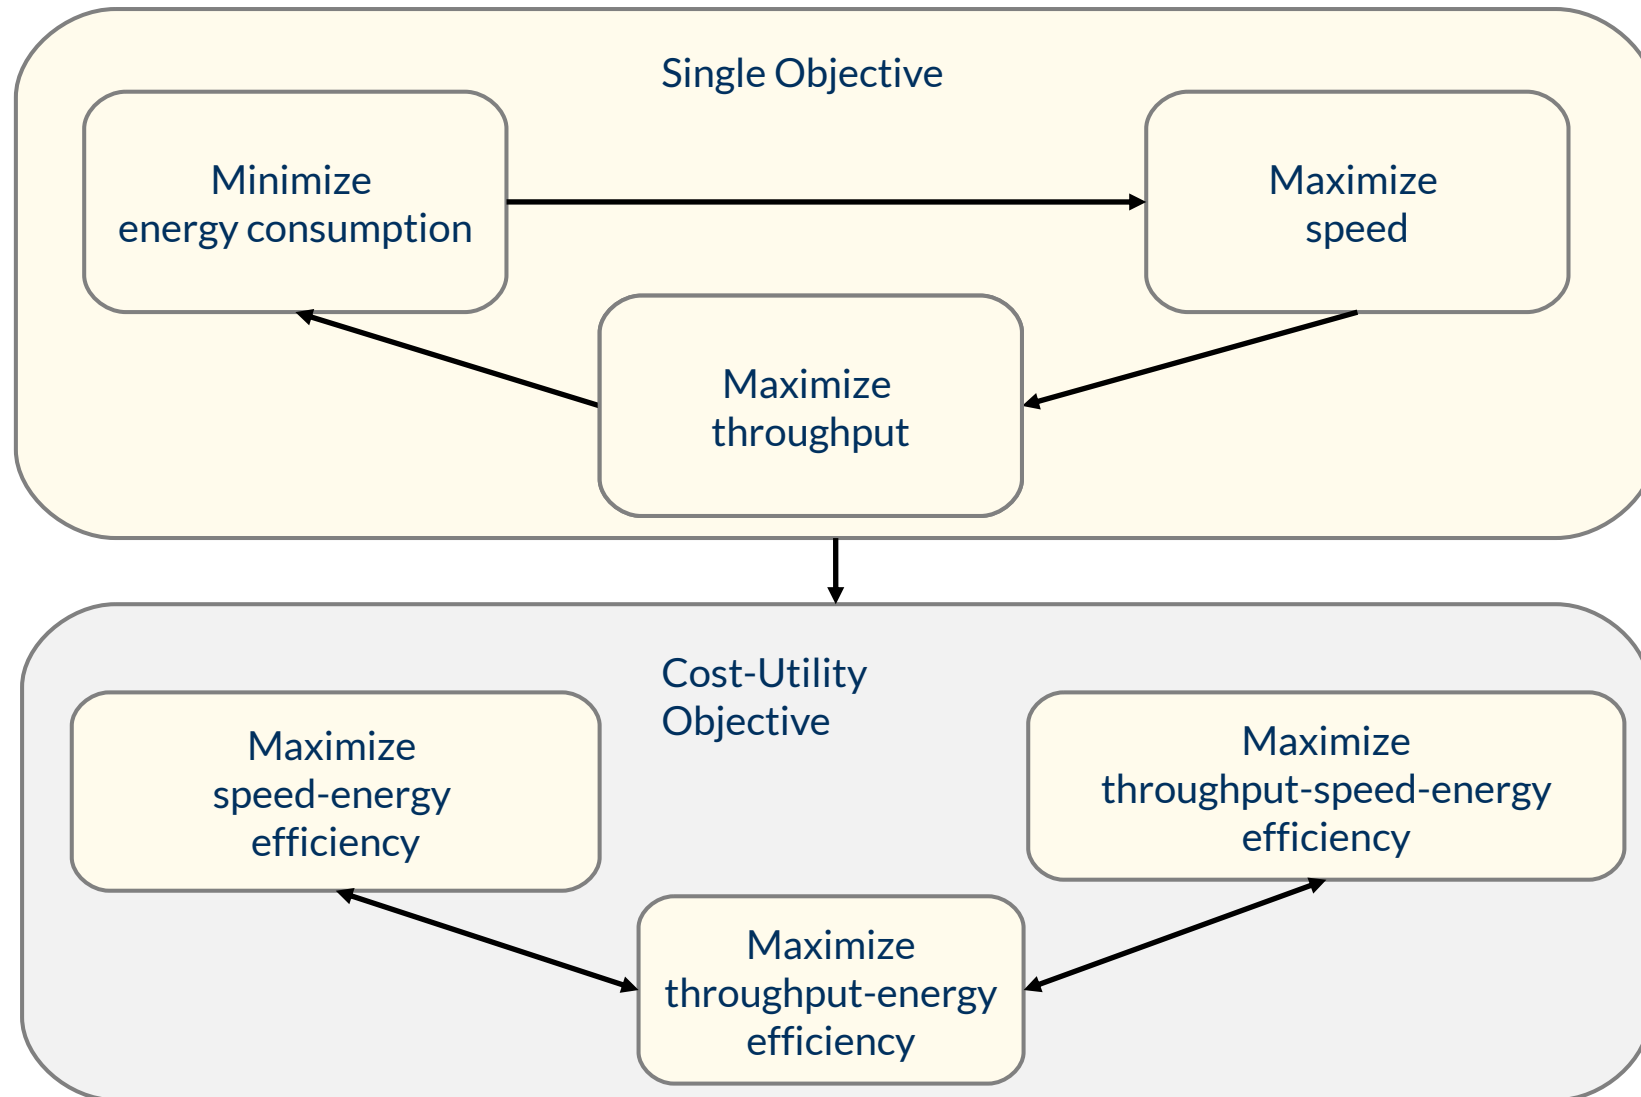 Single Objective
Minimize
energy consumption
Maximize
speed
Maximize
throughput
Cost-Utility
Objective
Maximize
speed-energy
efficiency
Maximize
throughput-speed-energy
efficiency
Maximize
throughput-energy
efficiency